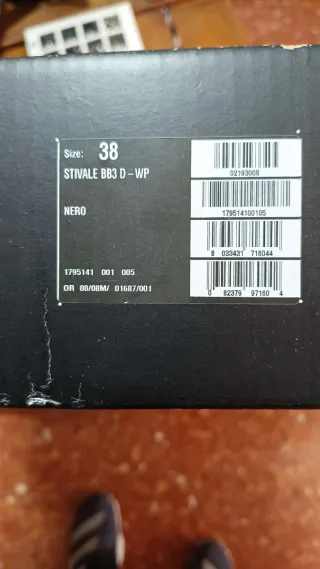 Size: 38
STIVALE BB3 D-WP
NERO
1795141 001 005
OR 08/08M/ 01687/001
02193008
179514100105
8 033431 716044
0 82379 97160 4